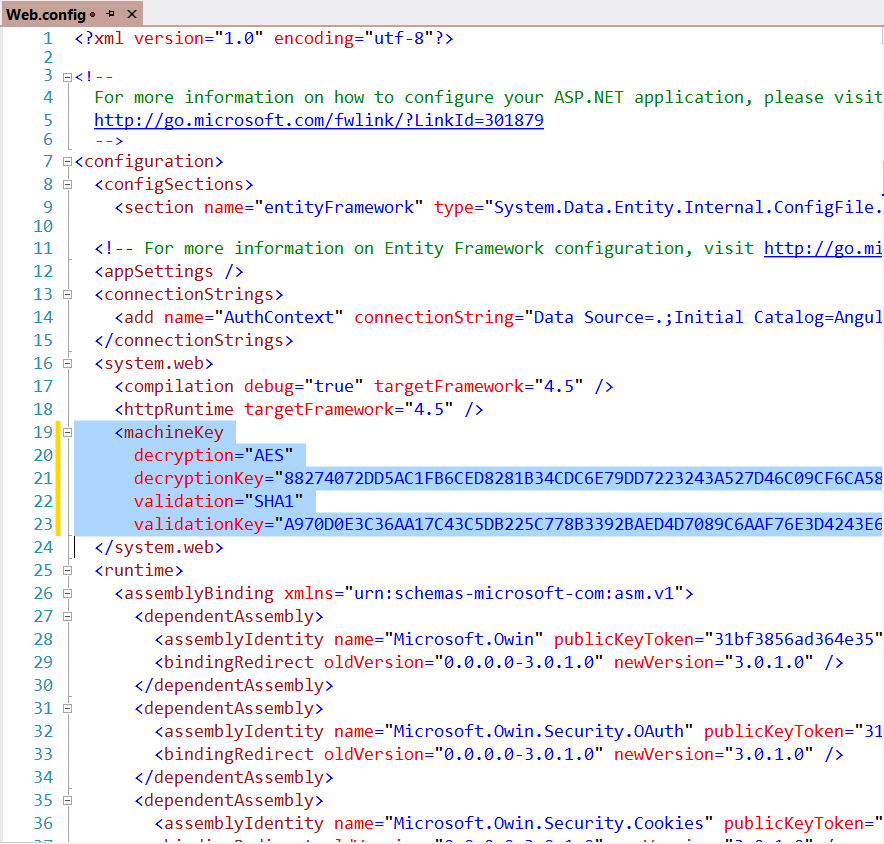 Web.config
1 <?xml version="1.0" encoding="utf-8"?>
2
3 <!--
4 For more information on how to configure your ASP.NET application, please visit
5 http://go.microsoft.com/fwlink/?LinkId=301879
6 -->
7 <configuration>
8 <configSections>
9 <section name="entityFramework" type="System.Data.Entity.Internal.ConfigFile.
10
11 <!-- For more information on Entity Framework configuration, visit http://go.mi
12 <appSettings />
13 <connectionStrings>
14 <add name="AuthContext" connectionString="Data Source=.;Initial Catalog=Angul
15 </connectionStrings>
16 <system.web>
17 <compilation debug="true" targetFramework="4.5" />
18 <httpRuntime targetFramework="4.5" />
19 <machineKey
20 decryption="AES"
21 decryptionKey="88274072DD5AC1FB6CED8281B34CDC6E79DD7223243A527D46C09CF6CA58
22 validation="SHA1"
23 validationKey="A970D0E3C36AA17C43C5DB225C778B3392BAED4D7089C6AAF76E3D4243E6
24 </system.web>
25 <runtime>
26 <assemblyBinding xmlns="urn:schemas-microsoft-com:asm.v1">
27 <dependentAssembly>
28 <assemblyIdentity name="Microsoft.Owin" publicKeyToken="31bf3856ad364e35"
29 <bindingRedirect oldVersion="0.0.0.0-3.0.1.0" newVersion="3.0.1.0" />
30 </dependentAssembly>
31 <dependentAssembly>
32 <assemblyIdentity name="Microsoft.Owin.Security.OAuth" publicKeyToken="31
33 <bindingRedirect oldVersion="0.0.0.0-3.0.1.0" newVersion="3.0.1.0" />
34 </dependentAssembly>
35 <dependentAssembly>
36 <assemblyIdentity name="Microsoft.Owin.Security.Cookies" publicKeyToken="